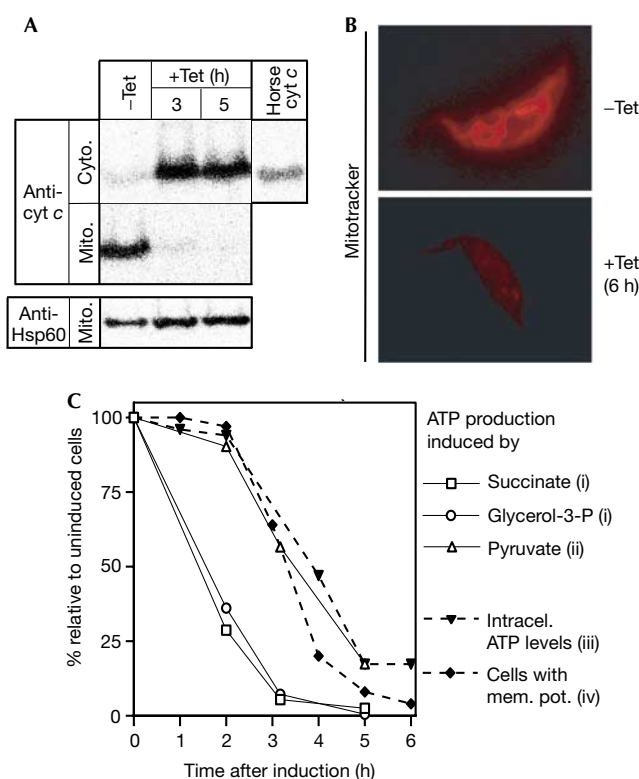 A
–Tet
+Tet (h)
3
5
Horse
cyt c
Anti-
cyt c
Cyto.
Mito.
Anti-
Hsp60
Mito.
B
Mitotracker
–Tet
+Tet
(6 h)
C
% relative to uninduced cells
100
75
50
25
0
0 1 2 3 4 5 6
Time after induction (h)
ATP production
induced by
Succinate (i)
Glycerol-3-P (i)
Pyruvate (ii)
Intracel.
ATP levels (iii)
Cells with
mem. pot. (iv)